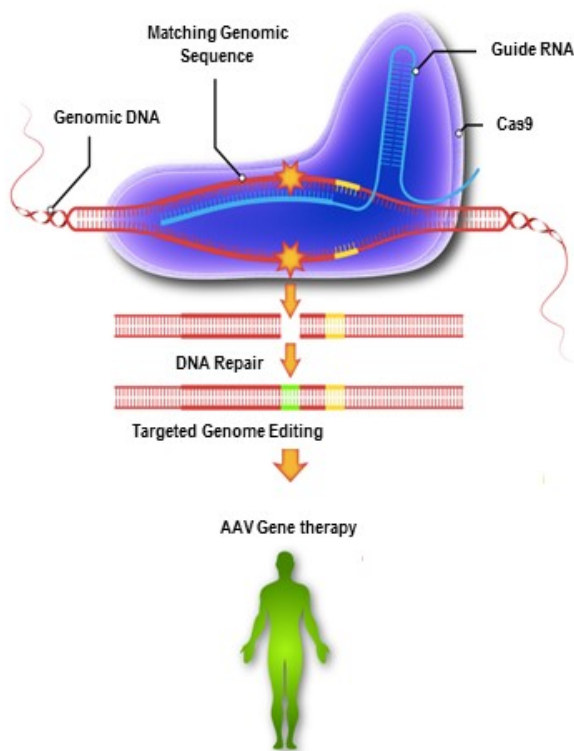 Matching Genomic
Sequence
Guide RNA
Genomic DNA
Cas9
DNA Repair
Targeted Genome Editing
AAV Gene therapy